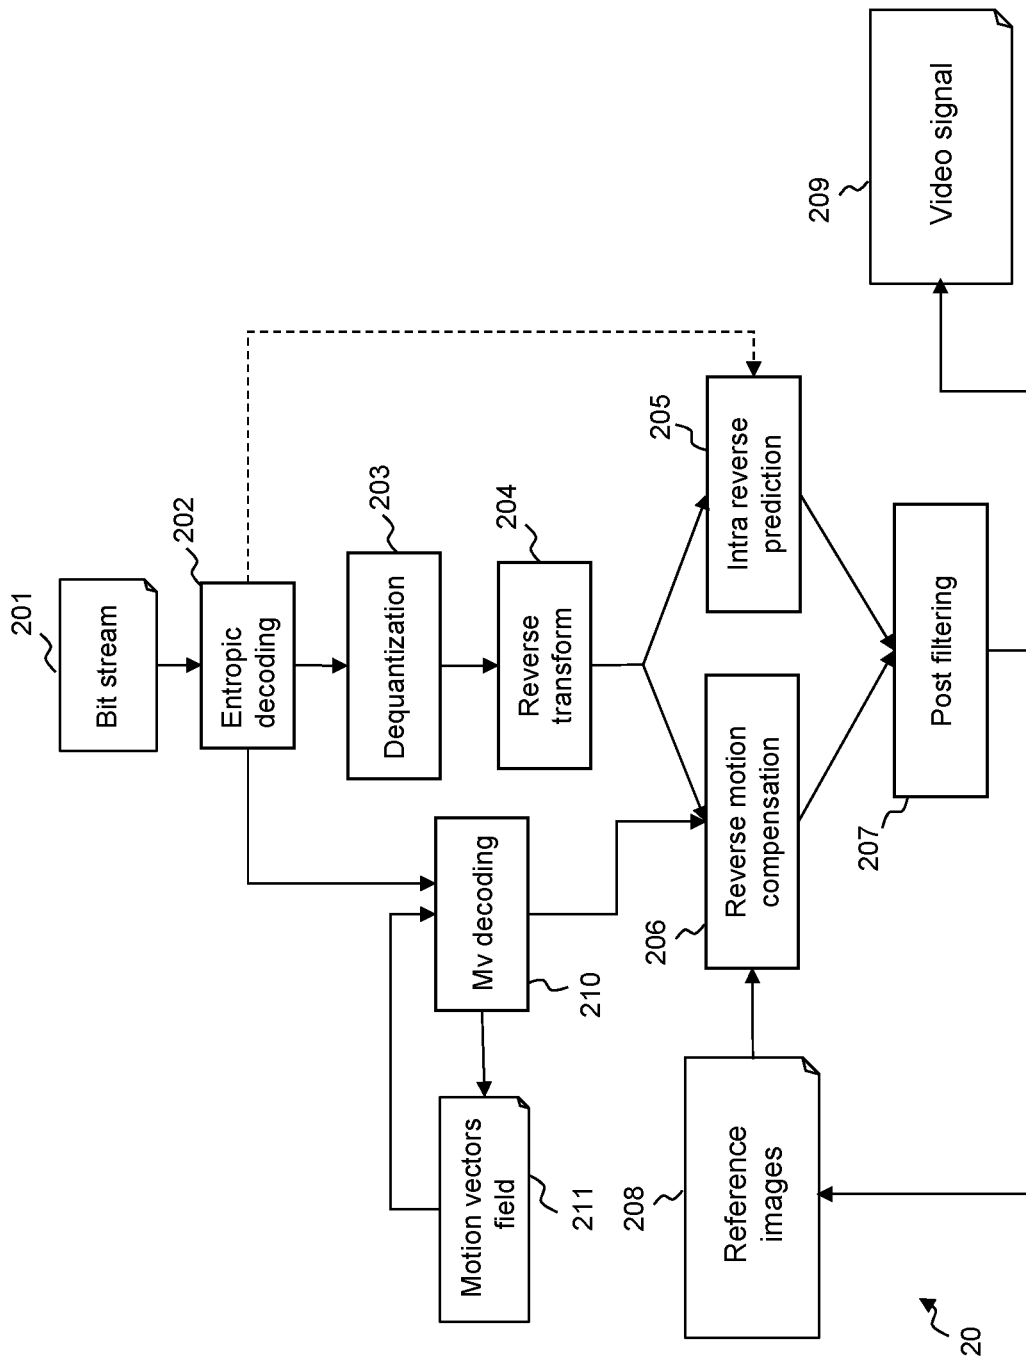 201
Bit stream
202
Entropic
decoding
203
Dequantization
204
Reverse
transform
205
Intra reverse
prediction
206
Reverse motion
compensation
207
Post filtering
208
Reference
images
209
Video signal
210
Mv decoding
211
Motion vectors
field
20